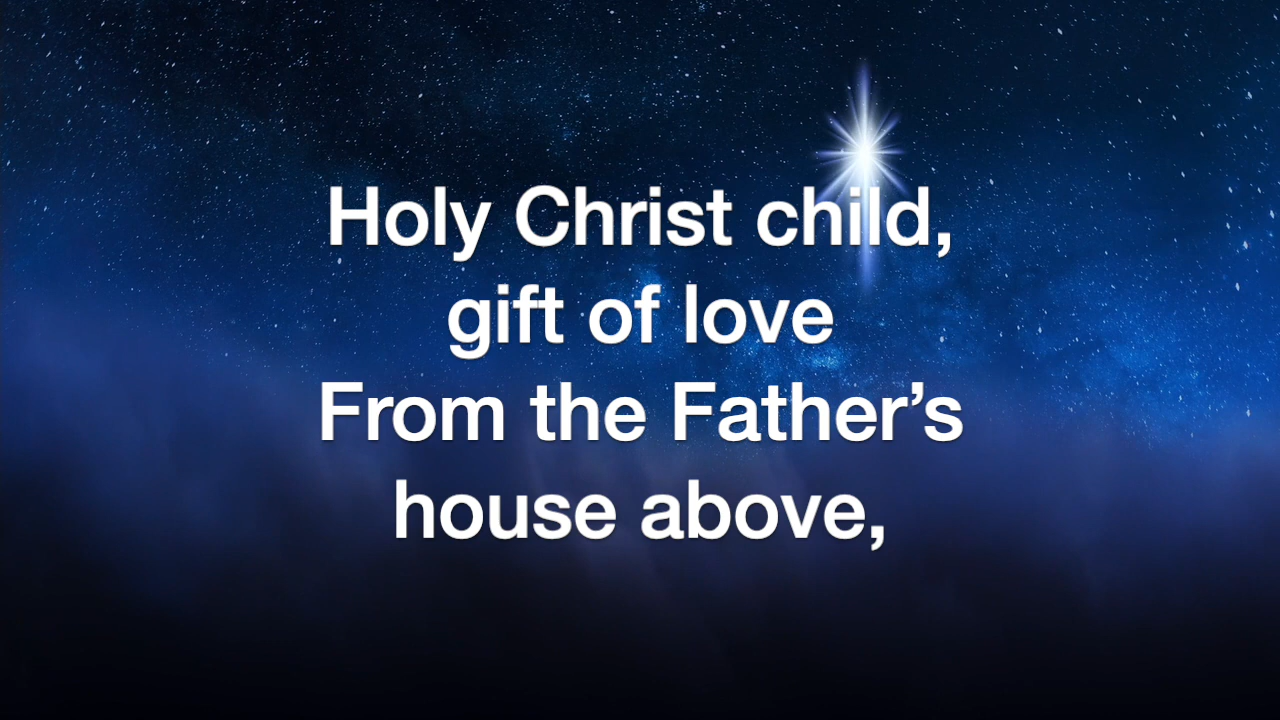 Holy Christ child,
gift of love
From the Father’s
house above,